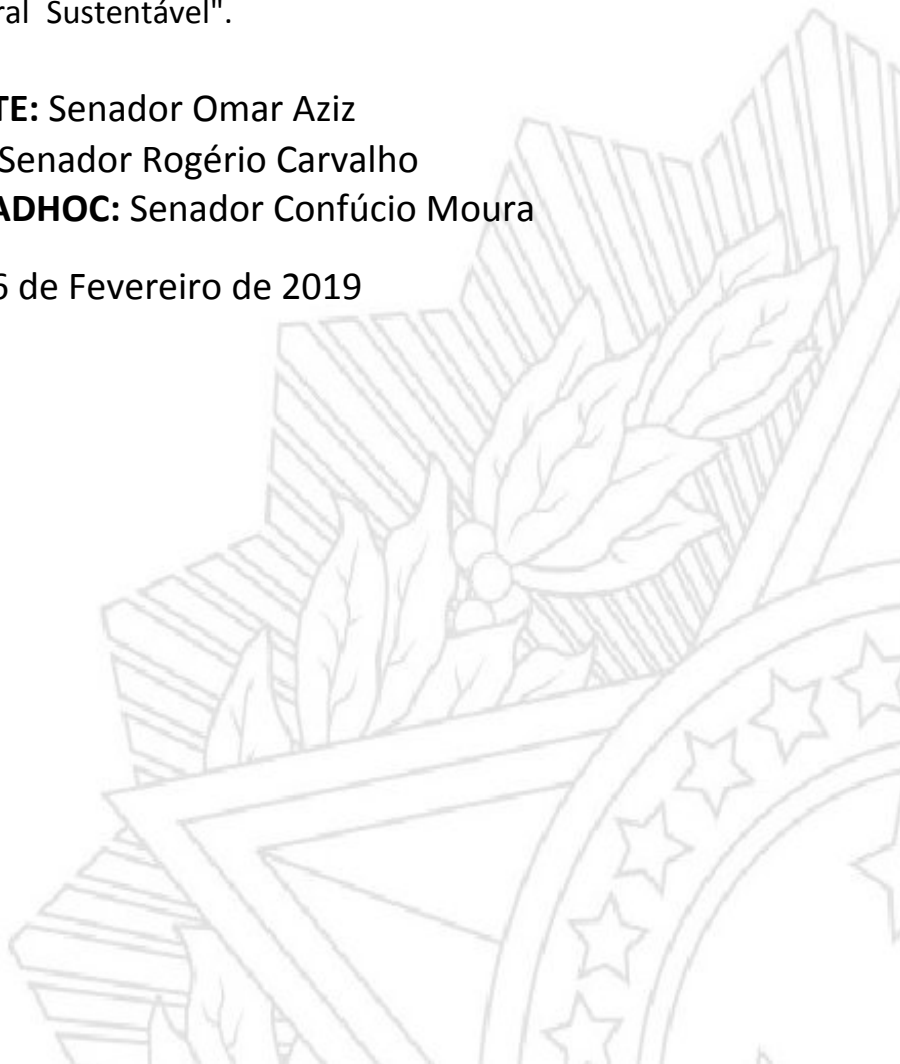 ral Sustentável".
TE: Senador Omar Aziz
Senador Rogério Carvalho
ADHOC: Senador Confúcio Moura
6 de Fevereiro de 2019